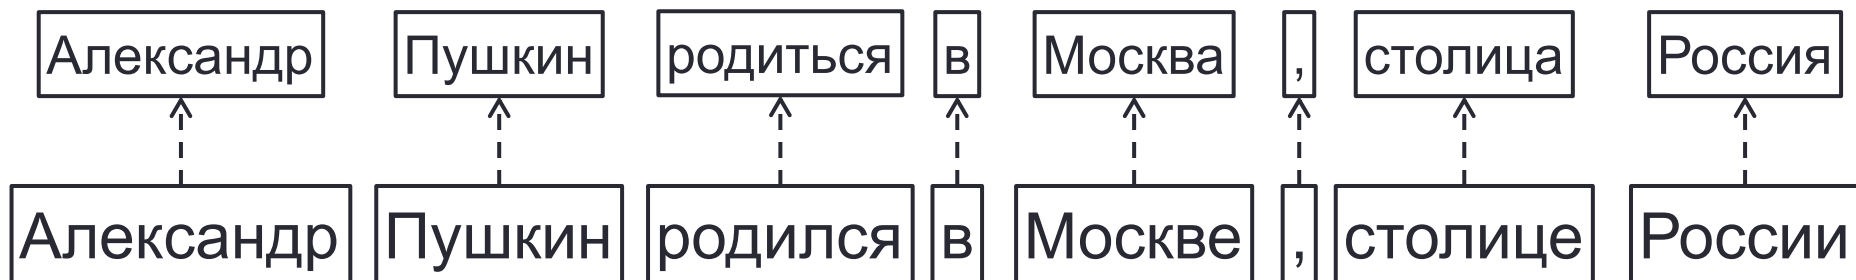 Александр Пушкин родиться в Москва , столица Россия
Александр Пушкин родился в Москве , столице России